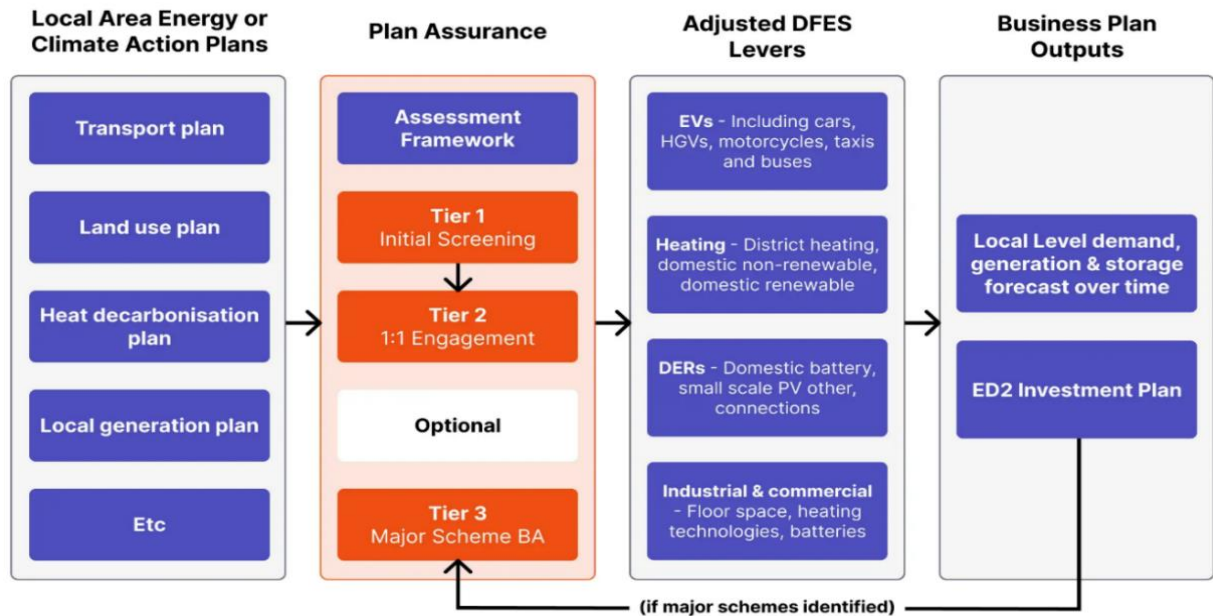 Local Area Energy or
Climate Action Plans
Transport plan
Land use plan
Heat decarbonisation
plan
Local generation plan
Etc
Plan Assurance
Assessment
Framework
Tier 1
Initial Screening
Tier 2
1:1 Engagement
Optional
Tier 3
Major Scheme BA
Adjusted DFES
Levers
EVs - Including cars,
HGVs, motorcycles, taxis
and buses
Heating - District heating,
domestic non-renewable,
domestic renewable
DERs - Domestic battery,
small scale PV other,
connections
Industrial & commercial
- Floor space, heating
technologies, batteries
Business Plan
Outputs
Local Level demand,
generation & storage
forecast over time
ED2 Investment Plan
(if major schemes identified)